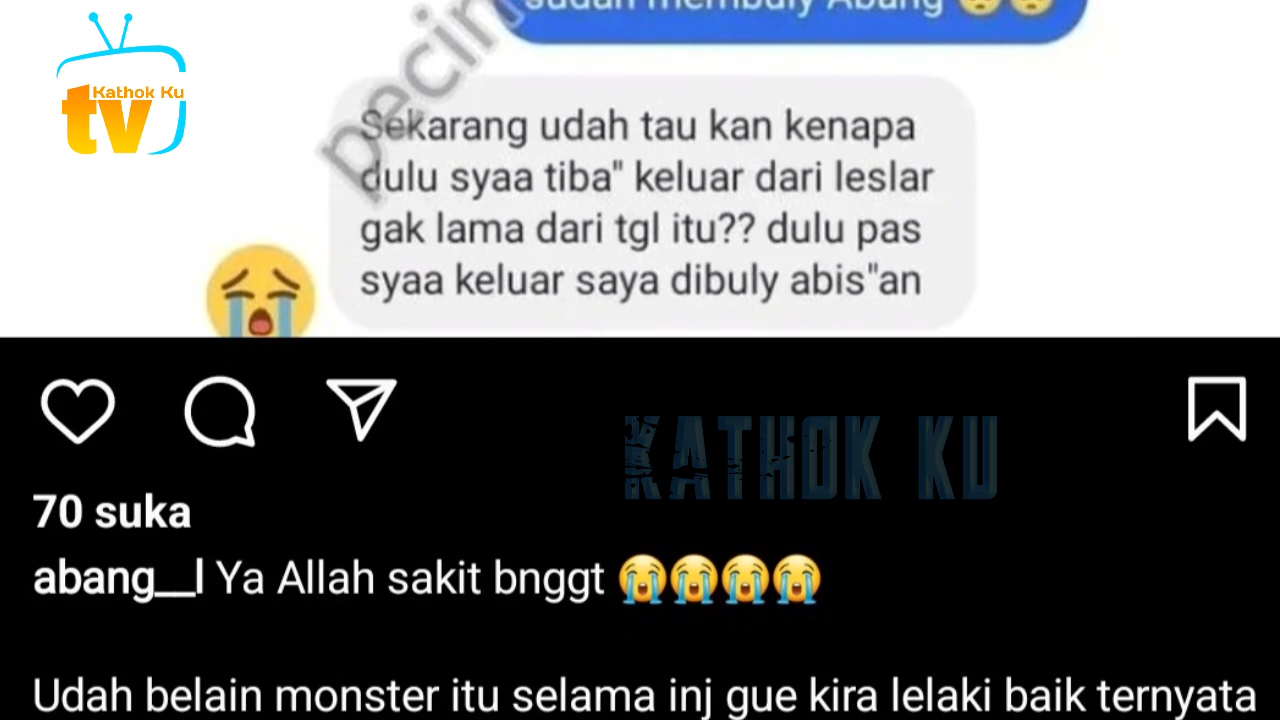 sudah membuly Abang
pecin
Kathok Ku
tv
Sekarang udah tau kan kenapa
dulu syaa tiba" keluar dari leslar
gak lama dari tgl itu?? dulu pas
syaa keluar saya dibuly abis"an
KATHOK KU
70 suka
abang__l Ya Allah sakit bnggt 😭😭😭😭
Udah belain monster itu selama inj gue kira lelaki baik ternyata